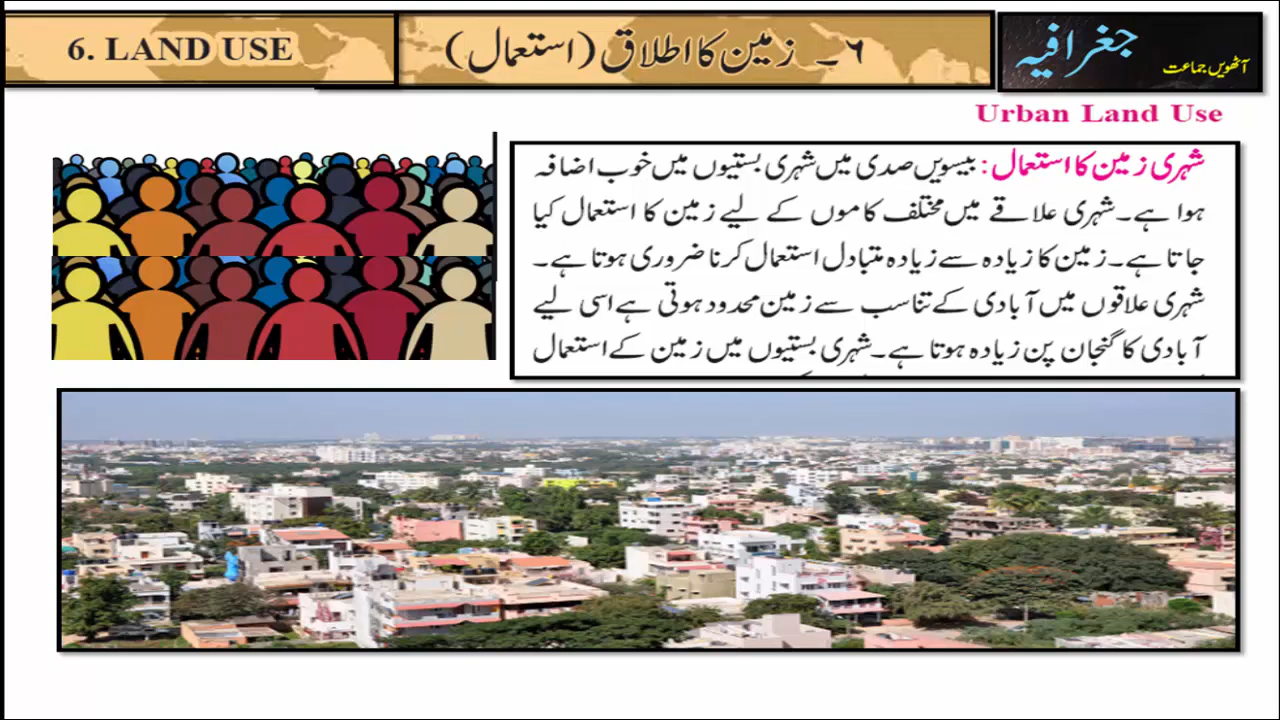 6. LAND USE
۶۔ زمین کا اطلاق (استعمال)
جغرافیہ
آٹھویں جماعت
Urban Land Use
شہری زمین کا استعمال : بیسویں صدی میں شہری بستیوں میں خوب اضافہ
ہوا ہے۔ شہری علاقے میں مختلف کاموں کے لیے زمین کا استعمال کیا
جاتا ہے۔ زمین کا زیادہ سے زیادہ متبادل استعمال کرنا ضروری ہوتا ہے۔
شہری علاقوں میں آبادی کے تناسب سے زمین محدود ہوتی ہے اسی لیے
آبادی کا گنجان پن زیادہ ہوتا ہے۔ شہری بستیوں میں زمین کے استعمال